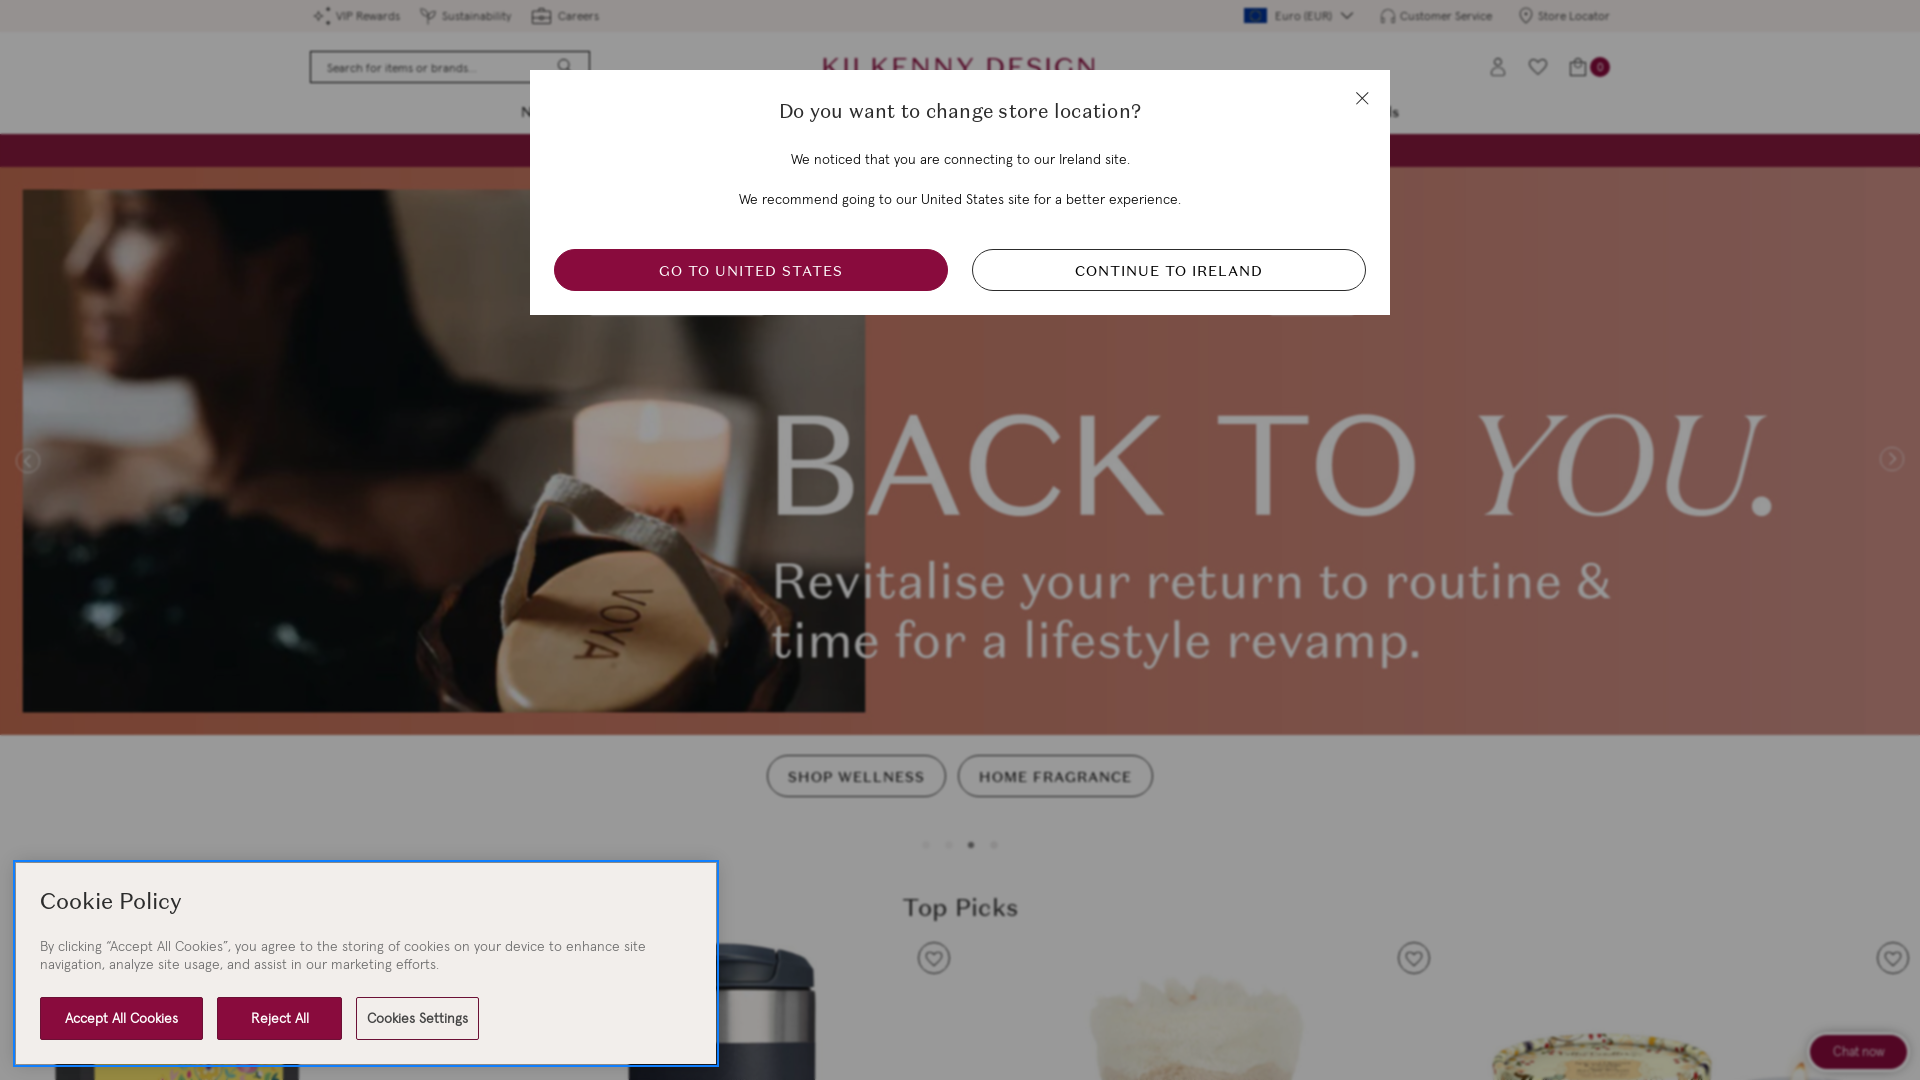 VIP Rewards
Sustainability
Careers
Euro (EUR)
Customer Service
Store Locator
Search for items or brands...
KILKENNY DESIGN
0
Do you want to change store location?
We noticed that you are connecting to our Ireland site.
We recommend going to our United States site for a better experience.
GO TO UNITED STATES
CONTINUE TO IRELAND
VOYA
BACK TO YOU.
Revitalise your return to routine &
time for a lifestyle revamp.
SHOP WELLNESS
HOME FRAGRANCE
Top Picks
Cookie Policy
By clicking “Accept All Cookies”, you agree to the storing of cookies on your device to enhance site
navigation, analyze site usage, and assist in our marketing efforts.
Accept All Cookies
Reject All
Cookies Settings
Chat now